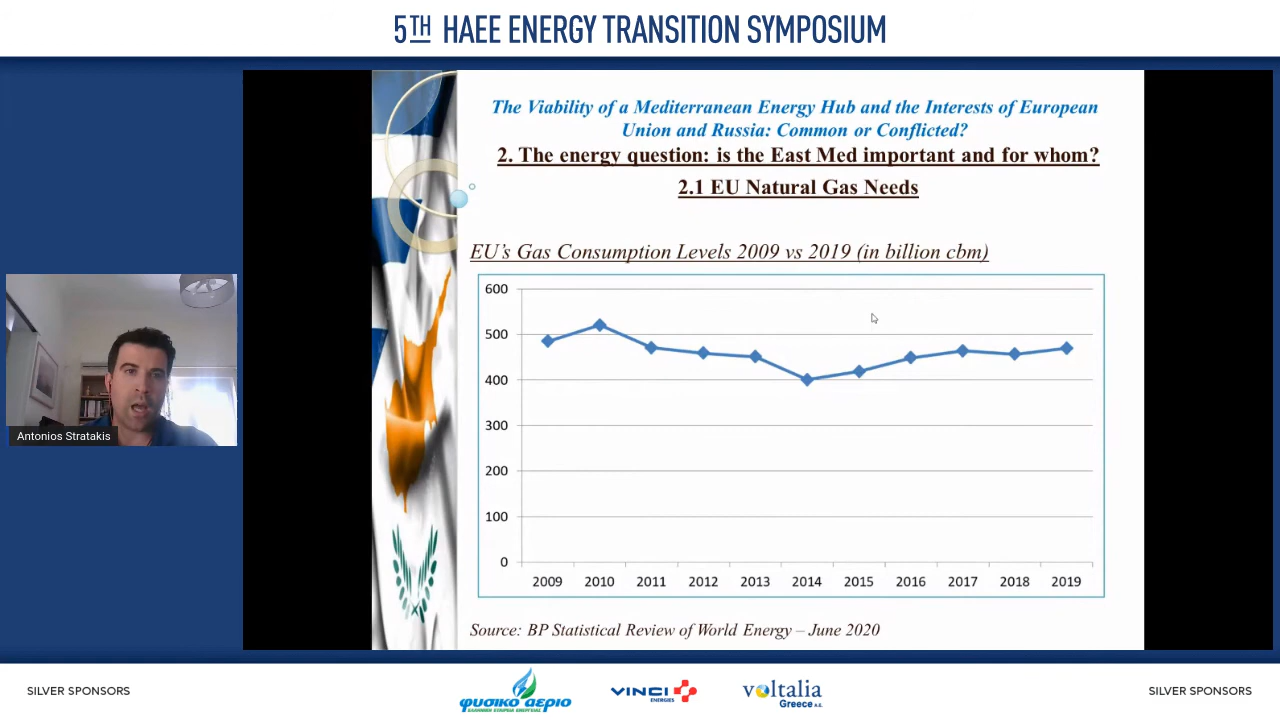 5TH HAEE ENERGY TRANSITION SYMPOSIUM
The Viability of a Mediterranean Energy Hub and the Interests of European
Union and Russia: Common or Conflicted?
2. The energy question: is the East Med important and for whom?
2.1 EU Natural Gas Needs
EU's Gas Consumption Levels 2009 vs 2019 (in billion cbm)
600
500
400
300
200
100
0
2009 2010 2011 2012 2013 2014 2015 2016 2017 2018 2019
Source: BP Statistical Review of World Energy – June 2020
Antonios Stratakis
SILVER SPONSORS
φυσικό αέριο
ΕΛΛΗΝΙΚΗ ΕΤΑΙΡΕΙΑ ΕΝΕΡΓΕΙΑΣ
VINCI
ENERGIES
voltalia
Greece A.E.
SILVER SPONSORS